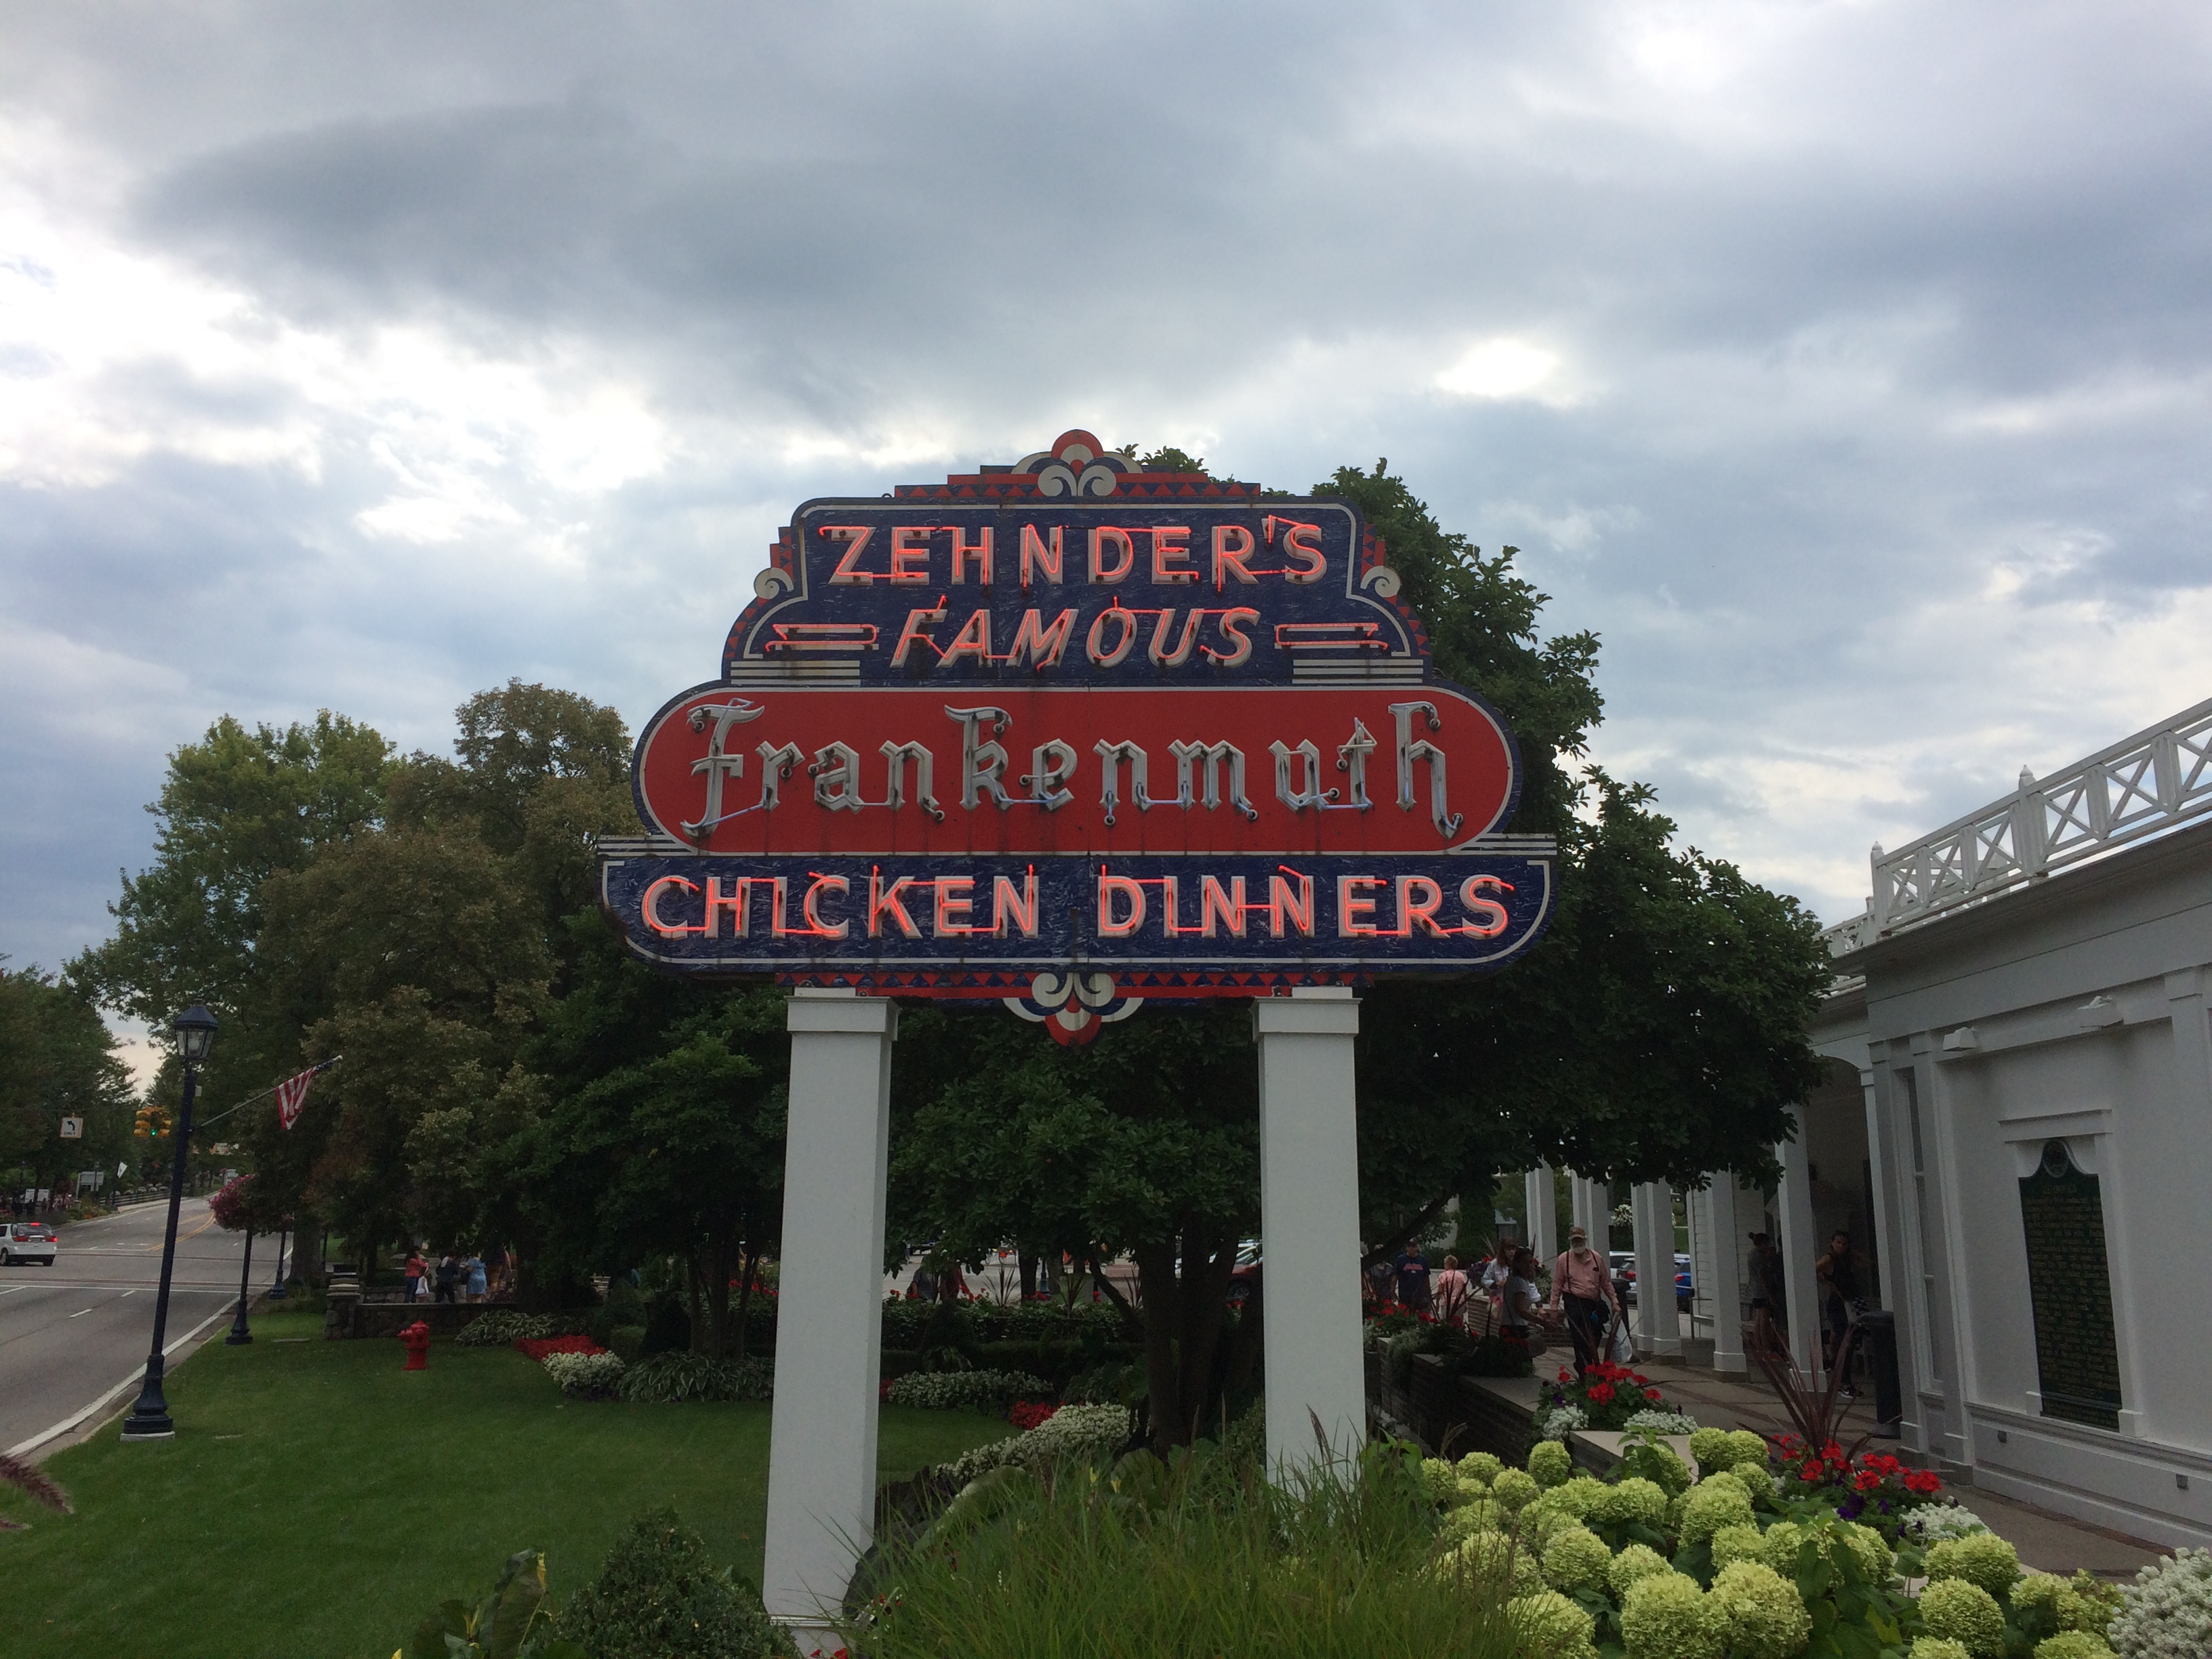 ZEHNDER'S
FAMOUS
Frankenmuth
CHICKEN DINNERS